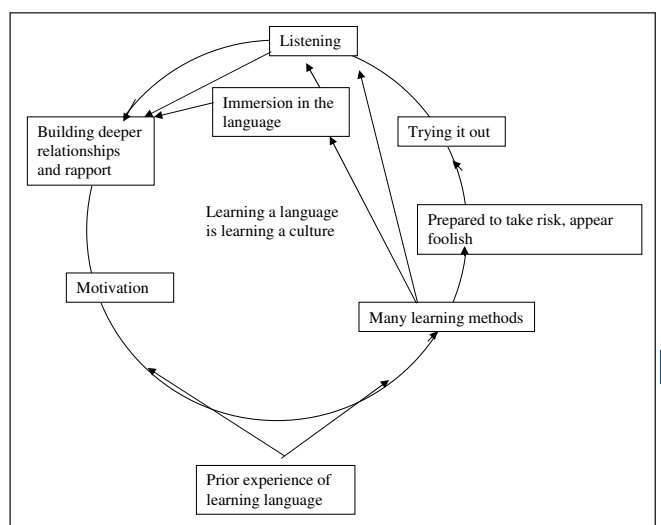 Listening
Immersion in the
language
Building deeper
relationships
and rapport
Trying it out
Learning a language
is learning a culture
Prepared to take risk, appear
foolish
Motivation
Many learning methods
Prior experience of
learning language